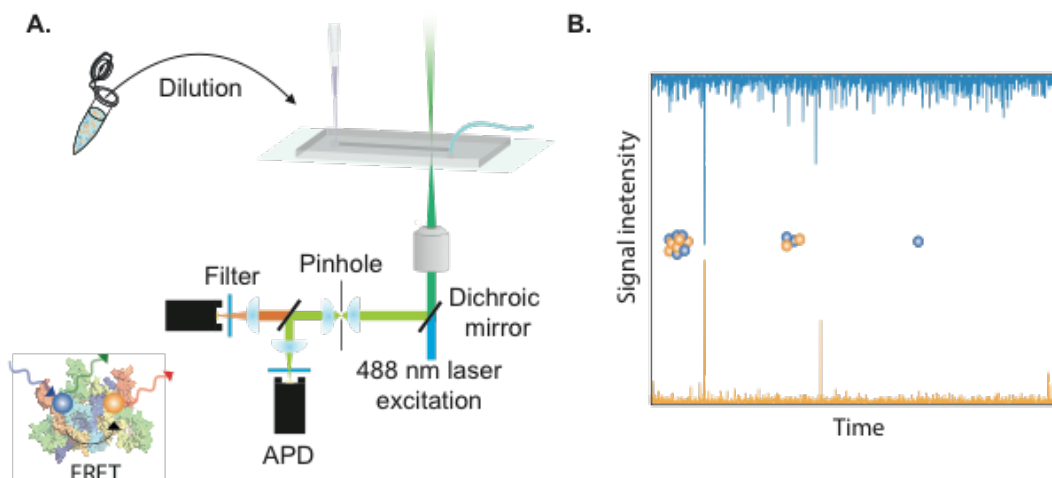 A.
B.
Dilution
Pinhole
Filter
Dichroic
mirror
488 nm laser
excitation
APD
FRET
Signal inetensity
Time